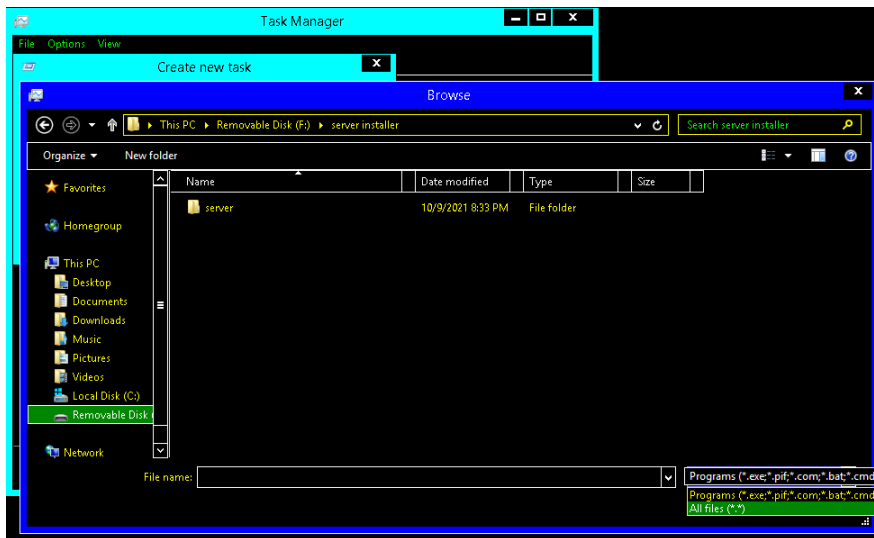 Task Manager
File Options View
Create new task
Browse
This PC Removable Disk (F:) server installer
Search server installer
Organize New folder
Name Date modified Type Size
Favorites
server 10/9/2021 8:33 PM File folder
Homegroup
This PC
Desktop
Documents
Downloads
Music
Pictures
Videos
Local Disk (C:)
Removable Disk (
Network
File name:
Programs (*.exe;*.pif;*.com;*.bat;*.cmd
Programs (*.exe;*.pif;*.com;*.bat;*.cmd
All files (*.*)